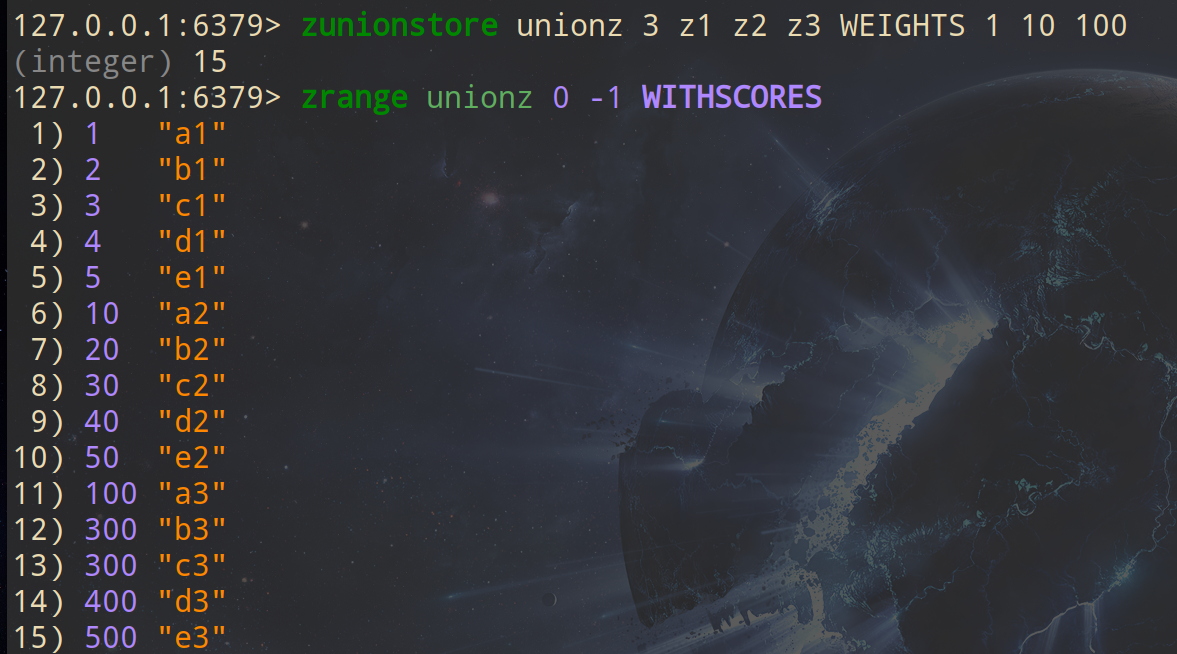 127.0.0.1:6379> zunionstore unionz 3 z1 z2 z3 WEIGHTS 1 10 100
(integer) 15
127.0.0.1:6379> zrange unionz 0 -1 WITHSCORES
 1) 1   "a1"
 2) 2   "b1"
 3) 3   "c1"
 4) 4   "d1"
 5) 5   "e1"
 6) 10  "a2"
 7) 20  "b2"
 8) 30  "c2"
 9) 40  "d2"
10) 50  "e2"
11) 100 "a3"
12) 300 "b3"
13) 300 "c3"
14) 400 "d3"
15) 500 "e3"